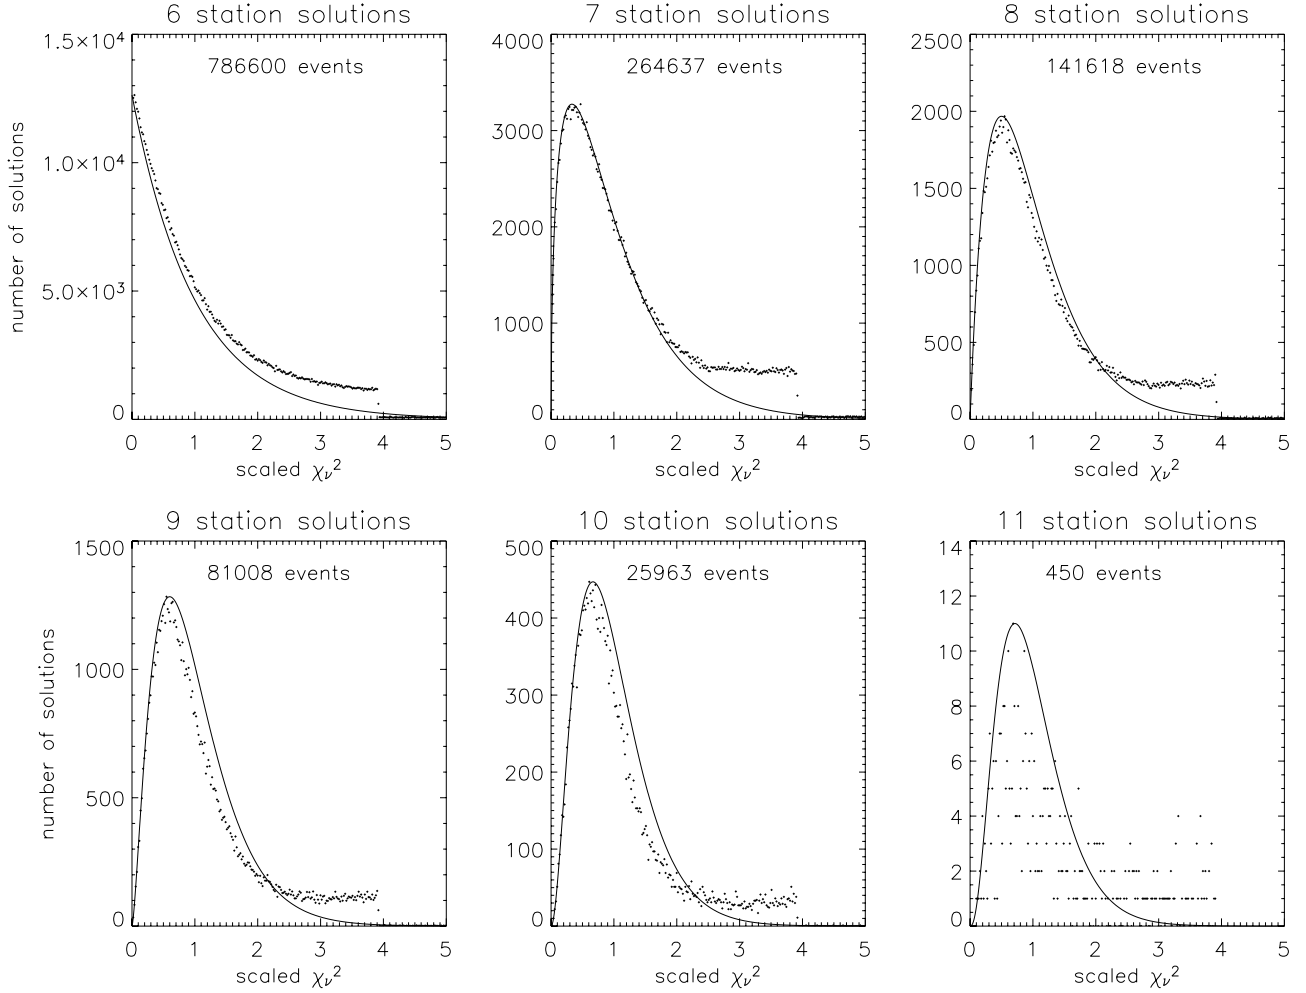 6 station solutions
7 station solutions
8 station solutions
1.5×10⁴
1.0×10⁴
5.0×10³
0
number of solutions
786600 events
0 1 2 3 4 5
scaled χᵥ²
4000
3000
2000
1000
0
264637 events
0 1 2 3 4 5
scaled χᵥ²
2500
2000
1500
1000
500
0
141618 events
0 1 2 3 4 5
scaled χᵥ²
9 station solutions
10 station solutions
11 station solutions
1500
1000
500
0
number of solutions
81008 events
0 1 2 3 4 5
scaled χᵥ²
500
400
300
200
100
0
25963 events
0 1 2 3 4 5
scaled χᵥ²
14
12
10
8
6
4
2
0
450 events
0 1 2 3 4 5
scaled χᵥ²